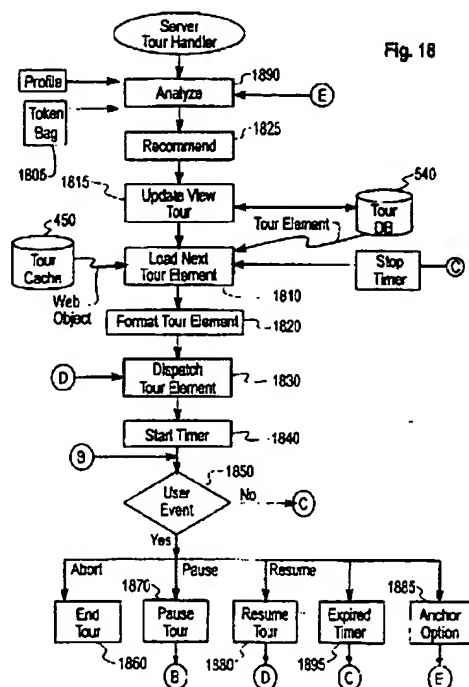 Server
Tour Handler
Fig. 18
Profile
1890
Analyze
E
Token
Bag
1825
Recommend
1805
1815
540
Update View
Tour
Tour
DB
450
Tour Element
Tour
Cache
Load Next
Tour Element
Stop
Timer
C
Web
Object
1810
Format Tour Element
1820
D
Dispatch
Tour Element
1830
Start Timer
1840
1850
User
Event
No
C
Yes
Abort
1870
Pause
Resume
1885
End
Tour
Pause
Tour
Resume
Tour
Expired
Timer
Anchor
Option
1860
B
1880
D
1895
C
E